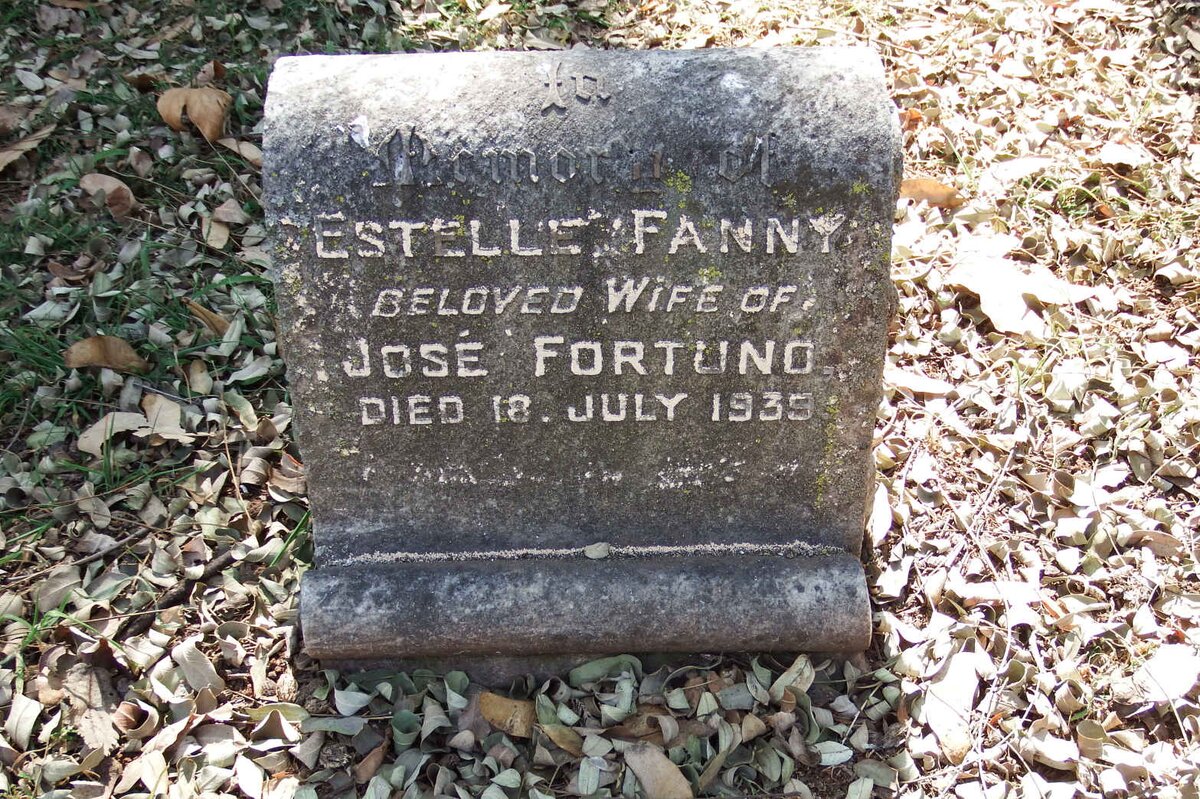 In
Memory of
ESTELLE FANNY
BELOVED WIFE OF
JOSÉ FORTUNO.
DIED 18. JULY 1935